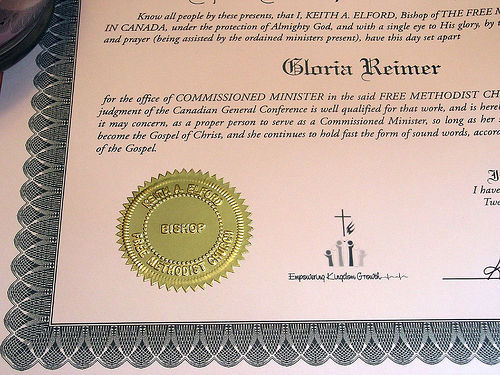 Know all people by these presents, that I, KEITH A. ELFORD, Bishop of THE FREE
IN CANADA, under the protection of Almighty God, and with a single eye to His glory, by
and prayer (being assisted by the ordained ministers present), have this day set apart
Gloria Reimer
for the office of COMMISSIONED MINISTER in the said FREE METHODIST CH
judgment of the Canadian General Conference is well qualified for that work, and is here
it may concern, as a proper person to serve as a Commissioned Minister, so long as her
become the Gospel of Christ, and she continues to hold fast the form of sound words, accor
of the Gospel.
KEITH A. ELFORD
BISHOP
FREE METHODIST CHURCH
I have
Twe
Empowering Kingdom Growth